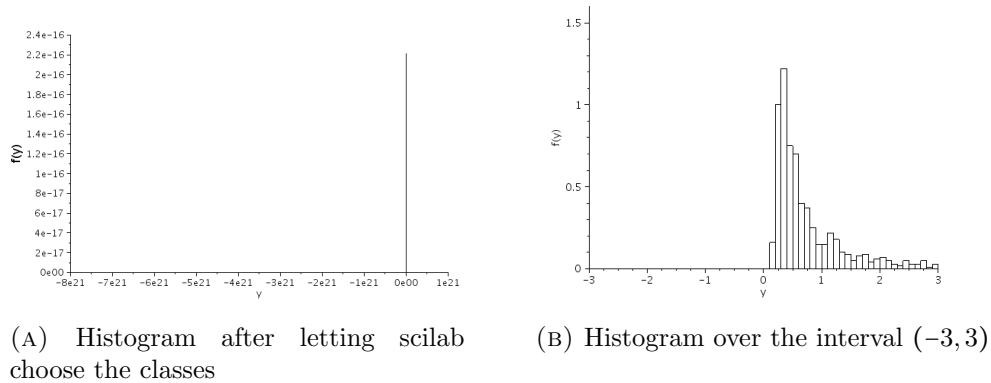 2.4e-16
2.2e-16
2e-16
1.8e-16
1.6e-16
1.4e-16
1.2e-16
1e-16
8e-17
6e-17
4e-17
2e-17
0e00
f(y)
-8e21 -7e21 -6e21 -5e21 -4e21 -3e21 -2e21 -1e21 0e00 1e21
y
(A) Histogram after letting scilab
choose the classes
1.5
1
0.5
0
f(y)
-3 -2 -1 0 1 2 3
y
(B) Histogram over the interval (−3, 3)